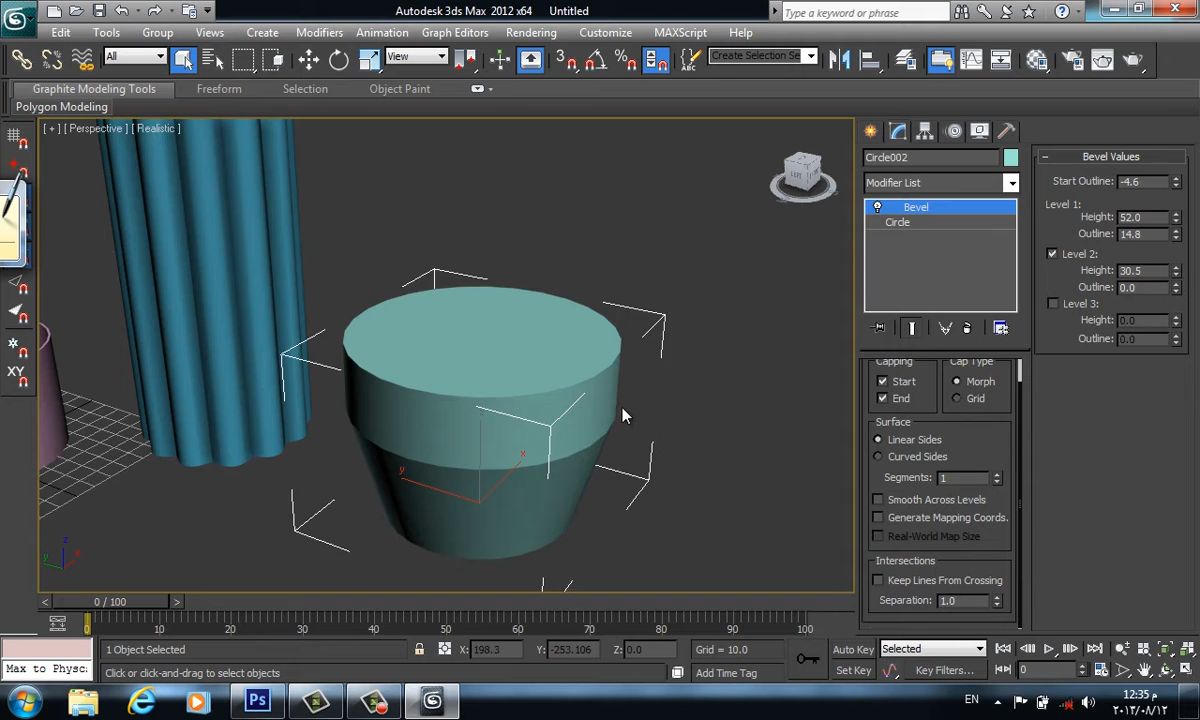 Autodesk 3ds Max 2012 x64 Untitled
Type a keyword or phrase
Edit Tools Group Views Create Modifiers Animation Graph Editors Rendering Customize MAXScript Help
All View 3 Create Selection Se
Graphite Modeling Tools Freeform Selection Object Paint
Polygon Modeling
[ + ] [ Perspective ] [ Realistic ]
Circle002
Modifier List
Bevel
Circle
Bevel Values
Start Outline: -4.6
Level 1:
Height: 52.0
Outline: 14.8
Level 2:
Height: 30.5
Outline: 0.0
Level 3:
Height: 0.0
Outline: 0.0
Capping Cap Type
Start Morph
End Grid
Surface
Linear Sides
Curved Sides
Segments: 1
Smooth Across Levels
Generate Mapping Coords.
Real-World Map Size
Intersections
Keep Lines From Crossing
Separation: 1.0
XY
x
y
z
y x
0 / 100
0 10 20 30 40 50 60 70 80 90 100
1 Object Selected X: 198.3 Y: -253.106 Z: 0.0 Grid = 10.0 Auto Key Selected
Max to Physc Click or click-and-drag to select objects Add Time Tag Set Key Key Filters... 0
Ps EN
12:35 م
٢٠١٣/٠٨/١٢